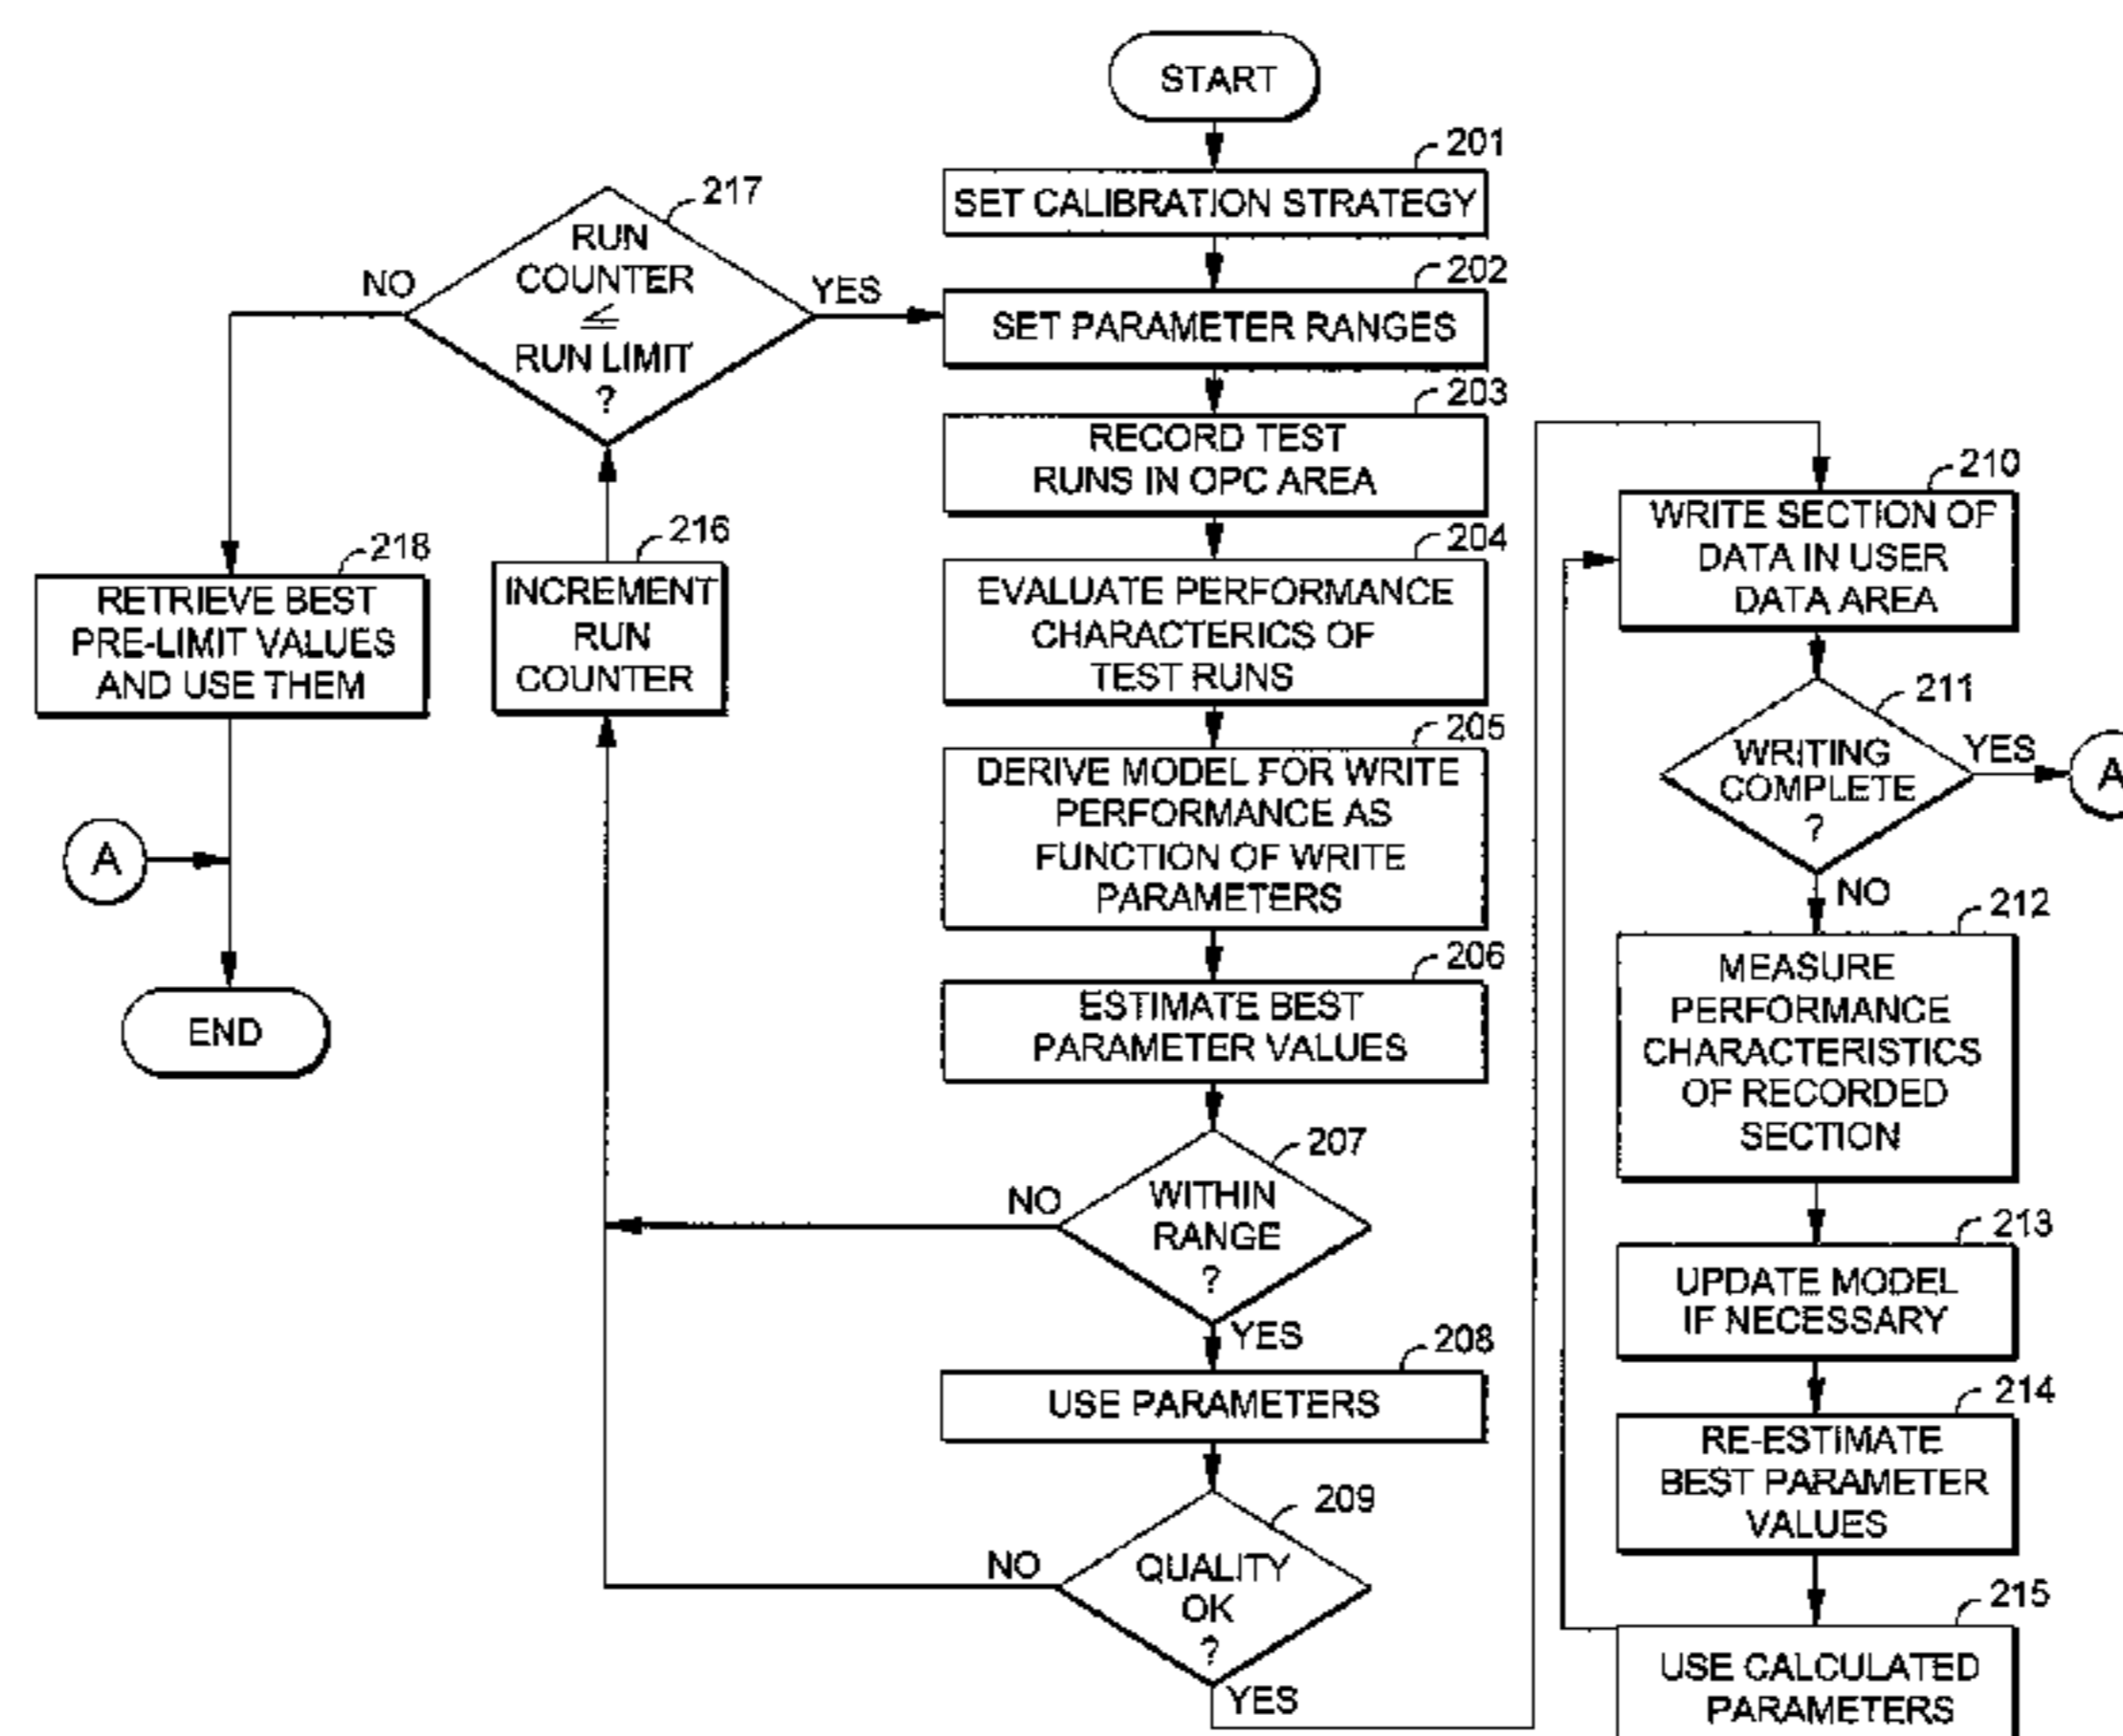 START
201
SET CALIBRATION STRATEGY
202
SET PARAMETER RANGES
203
RECORD TEST
RUNS IN OPC AREA
204
EVALUATE PERFORMANCE
CHARACTERICS OF
TEST RUNS
205
DERIVE MODEL FOR WRITE
PERFORMANCE AS
FUNCTION OF WRITE
PARAMETERS
206
ESTIMATE BEST
PARAMETER VALUES
207
WITHIN
RANGE
?
NO
YES
208
USE PARAMETERS
209
QUALITY
OK
?
NO
YES
210
WRITE SECTION OF
DATA IN USER
DATA AREA
211
WRITING
COMPLETE
?
YES
A
NO
212
MEASURE
PERFORMANCE
CHARACTERISTICS
OF RECORDED
SECTION
213
UPDATE MODEL
IF NECESSARY
214
RE-ESTIMATE
BEST PARAMETER
VALUES
215
USE CALCULATED
PARAMETERS
216
INCREMENT
RUN
COUNTER
217
RUN
COUNTER
≤
RUN LIMIT
?
YES
NO
218
RETRIEVE BEST
PRE-LIMIT VALUES
AND USE THEM
A
END